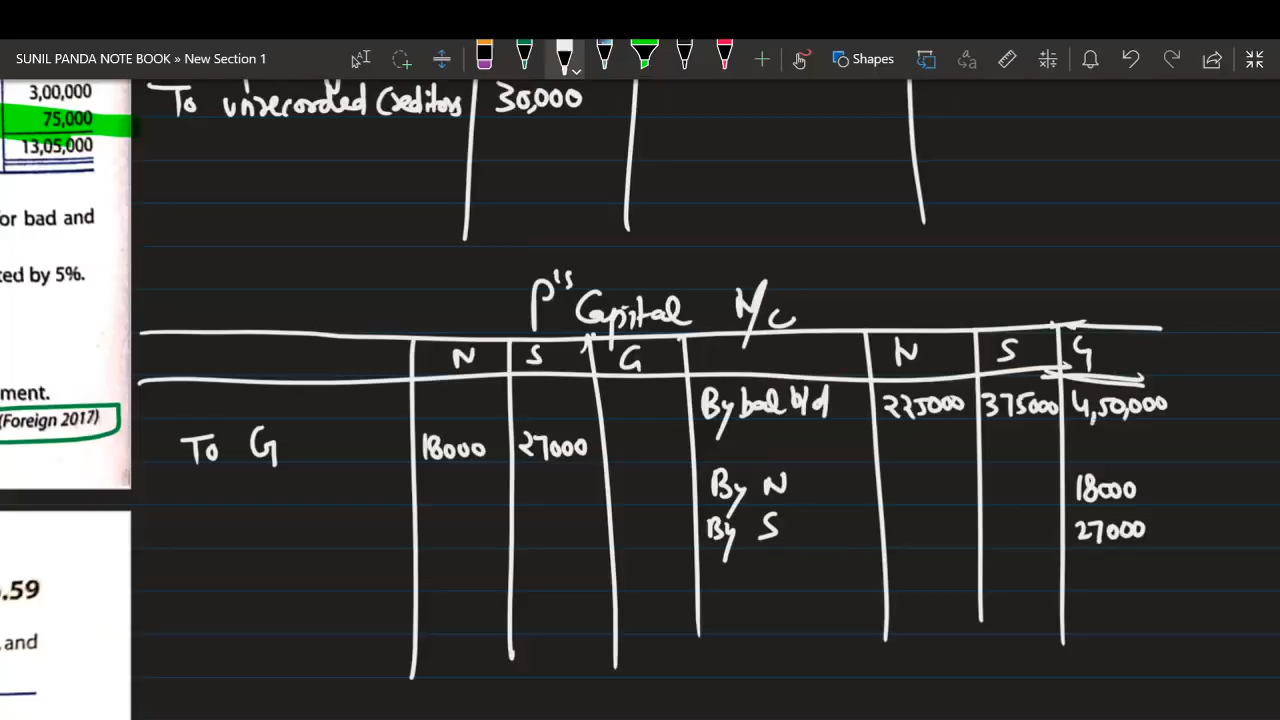 SUNIL PANDA NOTE BOOK » New Section 1
Shapes
3,00,000
75,000
13,05,000
or bad and
ted by 5%.
ment.
(Foreign 2017)
.59
, and
To unrecorded Creditors 30,000
P's Capital A/C
N S G N S G
By bal b/d 225000 375000 4,50,000
To G 18000 27000
By N 18000
By S 27000